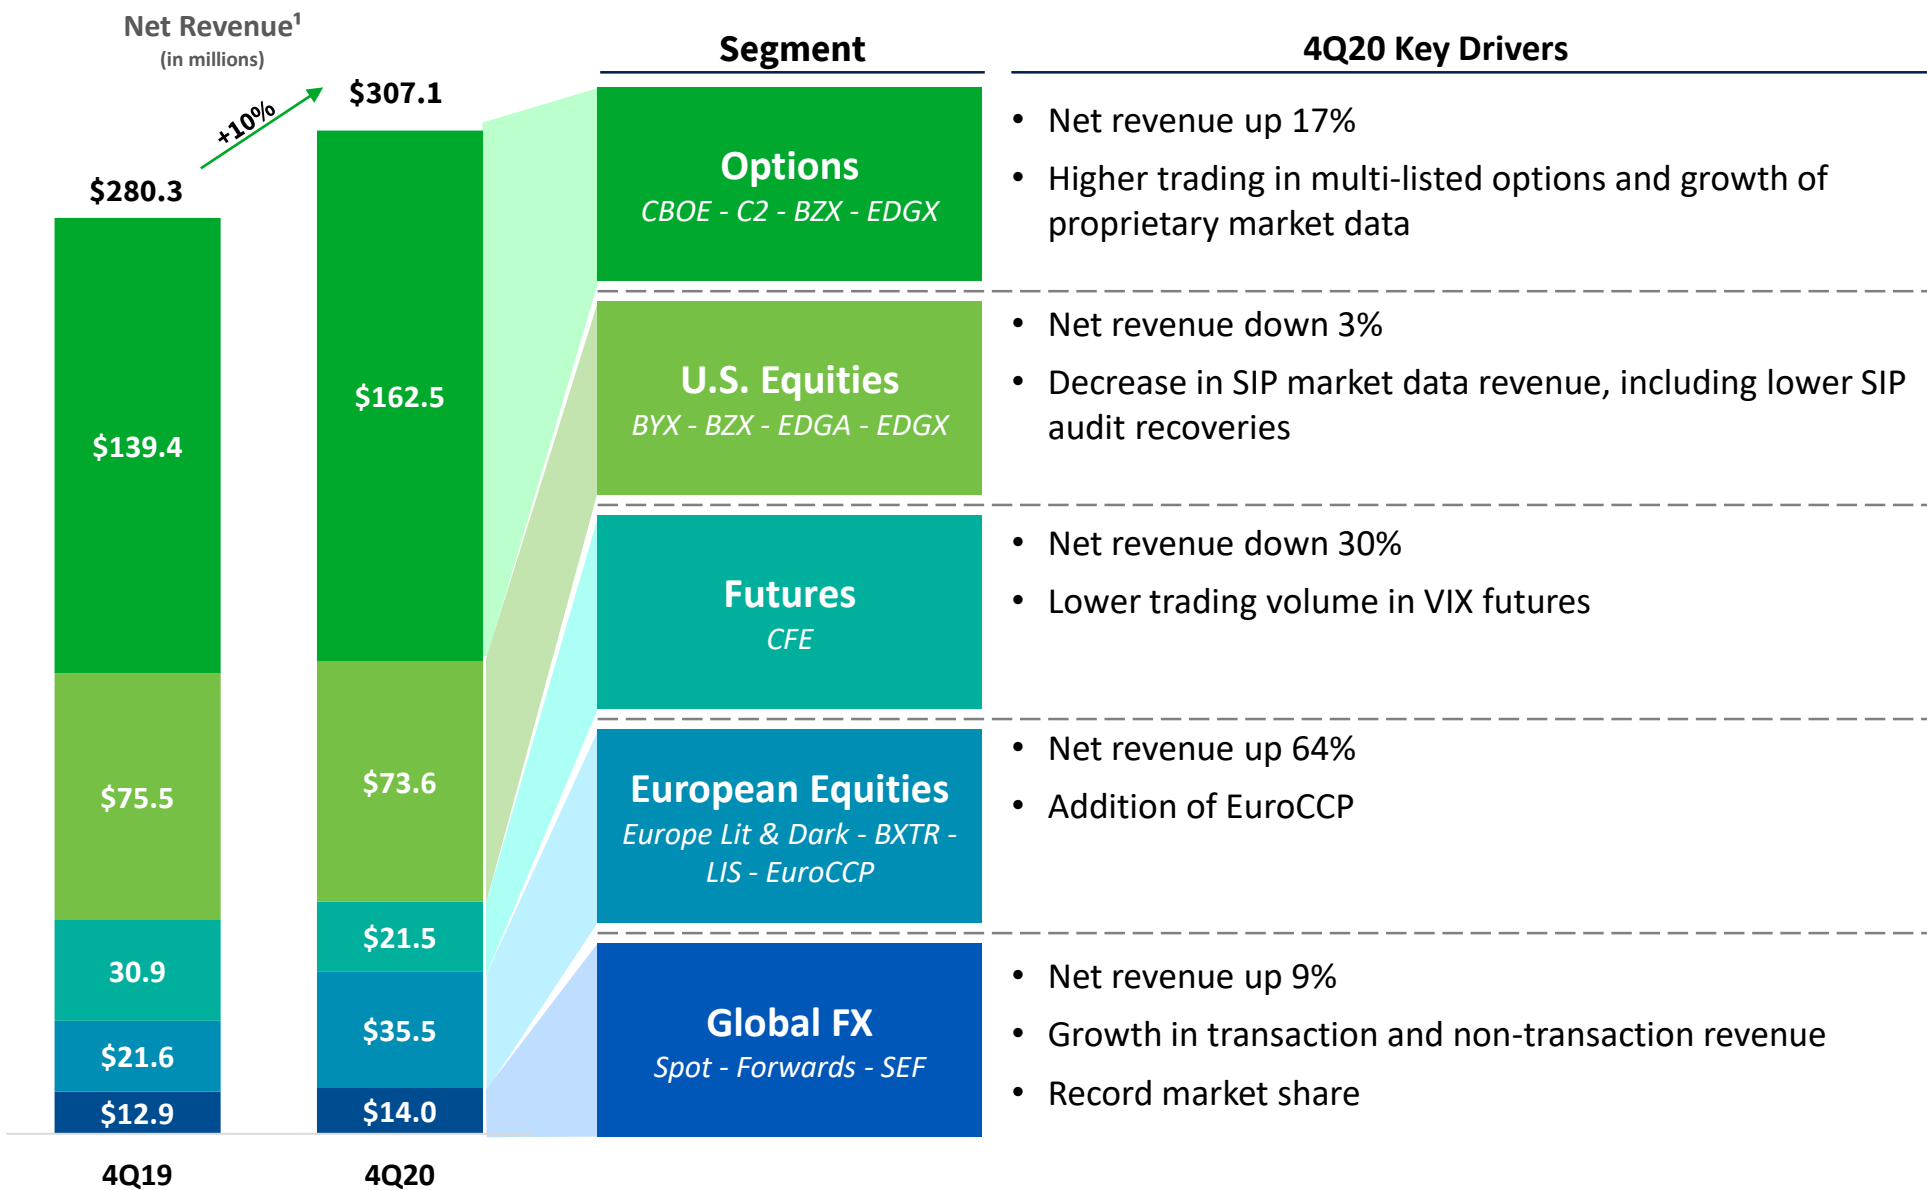 Net Revenue¹
(in millions)
+10%
$280.3
$307.1
$139.4
$162.5
$75.5
$73.6
30.9
$21.5
$21.6
$35.5
$12.9
$14.0
4Q19
4Q20
Segment
4Q20 Key Drivers
Options
CBOE - C2 - BZX - EDGX
• Net revenue up 17%
• Higher trading in multi-listed options and growth of
proprietary market data
U.S. Equities
BYX - BZX - EDGA - EDGX
• Net revenue down 3%
• Decrease in SIP market data revenue, including lower SIP
audit recoveries
Futures
CFE
• Net revenue down 30%
• Lower trading volume in VIX futures
European Equities
Europe Lit & Dark - BXTR -
LIS - EuroCCP
• Net revenue up 64%
• Addition of EuroCCP
Global FX
Spot - Forwards - SEF
• Net revenue up 9%
• Growth in transaction and non-transaction revenue
• Record market share